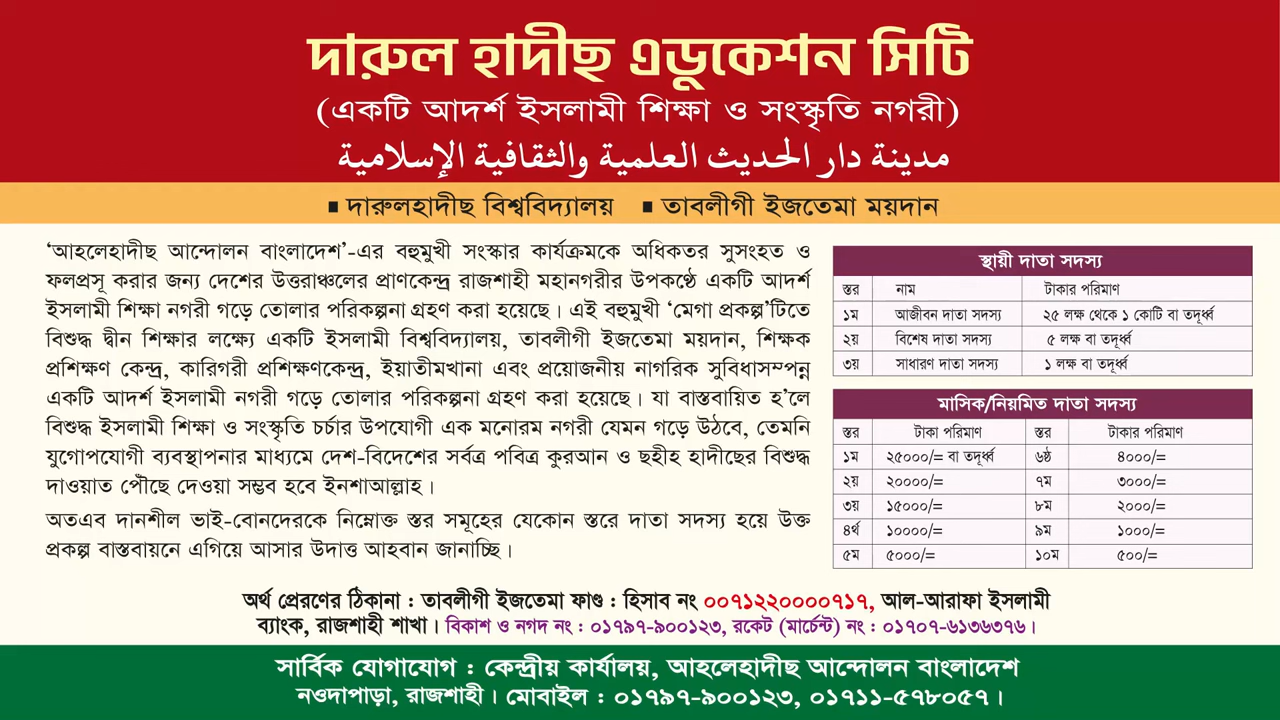 দারুল হাদীছ এডুকেশন সিটি
(একটি আদর্শ ইসলামী শিক্ষা ও সংস্কৃতি নগরী)
مدينة دار الحديث العلمية والثقافية الإسلامية
■ দারুলহাদীছ বিশ্ববিদ্যালয় ■ তাবলীগী ইজতেমা ময়দান
‘আহলেহাদীছ আন্দোলন বাংলাদেশ’-এর বহুমুখী সংস্কার কার্যক্রমকে অধিকতর সুসংহত ও
ফলপ্রসূ করার জন্য দেশের উত্তরাঞ্চলের প্রাণকেন্দ্র রাজশাহী মহানগরীর উপকণ্ঠে একটি আদর্শ
ইসলামী শিক্ষা নগরী গড়ে তোলার পরিকল্পনা গ্রহণ করা হয়েছে। এই বহুমুখী ‘মেগা প্রকল্প’টিতে
বিশুদ্ধ দ্বীন শিক্ষার লক্ষ্যে একটি ইসলামী বিশ্ববিদ্যালয়, তাবলীগী ইজতেমা ময়দান, শিক্ষক
প্রশিক্ষণ কেন্দ্র, কারিগরী প্রশিক্ষণকেন্দ্র, ইয়াতীমখানা এবং প্রয়োজনীয় নাগরিক সুবিধাসম্পন্ন
একটি আদর্শ ইসলামী নগরী গড়ে তোলার পরিকল্পনা গ্রহণ করা হয়েছে। যা বাস্তবায়িত হ’লে
বিশুদ্ধ ইসলামী শিক্ষা ও সংস্কৃতি চর্চার উপযোগী এক মনোরম নগরী যেমন গড়ে উঠবে, তেমনি
যুগোপযোগী ব্যবস্থাপনার মাধ্যমে দেশ-বিদেশের সর্বত্র পবিত্র কুরআন ও ছহীহ হাদীছের বিশুদ্ধ
দাওয়াত পৌঁছে দেওয়া সম্ভব হবে ইনশাআল্লাহ।
অতএব দানশীল ভাই-বোনদেরকে নিম্নোক্ত স্তর সমূহের যেকোন স্তরে দাতা সদস্য হয়ে উক্ত
প্রকল্প বাস্তবায়নে এগিয়ে আসার উদাত্ত আহবান জানাচ্ছি।
স্থায়ী দাতা সদস্য
স্তর নাম টাকার পরিমাণ
১ম আজীবন দাতা সদস্য ২৫ লক্ষ থেকে ১ কোটি বা তদূর্ধ্ব
২য় বিশেষ দাতা সদস্য ৫ লক্ষ বা তদূর্ধ্ব
৩য় সাধারণ দাতা সদস্য ১ লক্ষ বা তদূর্ধ্ব
মাসিক/নিয়মিত দাতা সদস্য
স্তর টাকা পরিমাণ স্তর টাকার পরিমাণ
১ম ২৫০০০/= বা তদূর্ধ্ব ৬ষ্ঠ ৪০০০/=
২য় ২০০০০/= ৭ম ৩০০০/=
৩য় ১৫০০০/= ৮ম ২০০০/=
৪র্থ ১০০০০/= ৯ম ১০০০/=
৫ম ৫০০০/= ১০ম ৫০০/=
অর্থ প্রেরণের ঠিকানা : তাবলীগী ইজতেমা ফাণ্ড : হিসাব নং ০০৭১২২০০০০৭১৭, আল-আরাফা ইসলামী
ব্যাংক, রাজশাহী শাখা। বিকাশ ও নগদ নং : ০১৭৯৭-৯০০১২৩, রকেট (মার্চেন্ট) নং : ০১৭০৭-৬১৩৬৩৭৬।
সার্বিক যোগাযোগ : কেন্দ্রীয় কার্যালয়, আহলেহাদীছ আন্দোলন বাংলাদেশ
নওদাপাড়া, রাজশাহী। মোবাইল : ০১৭৯৭-৯০০১২৩, ০১৭১১-৫৭৮০৫৭।